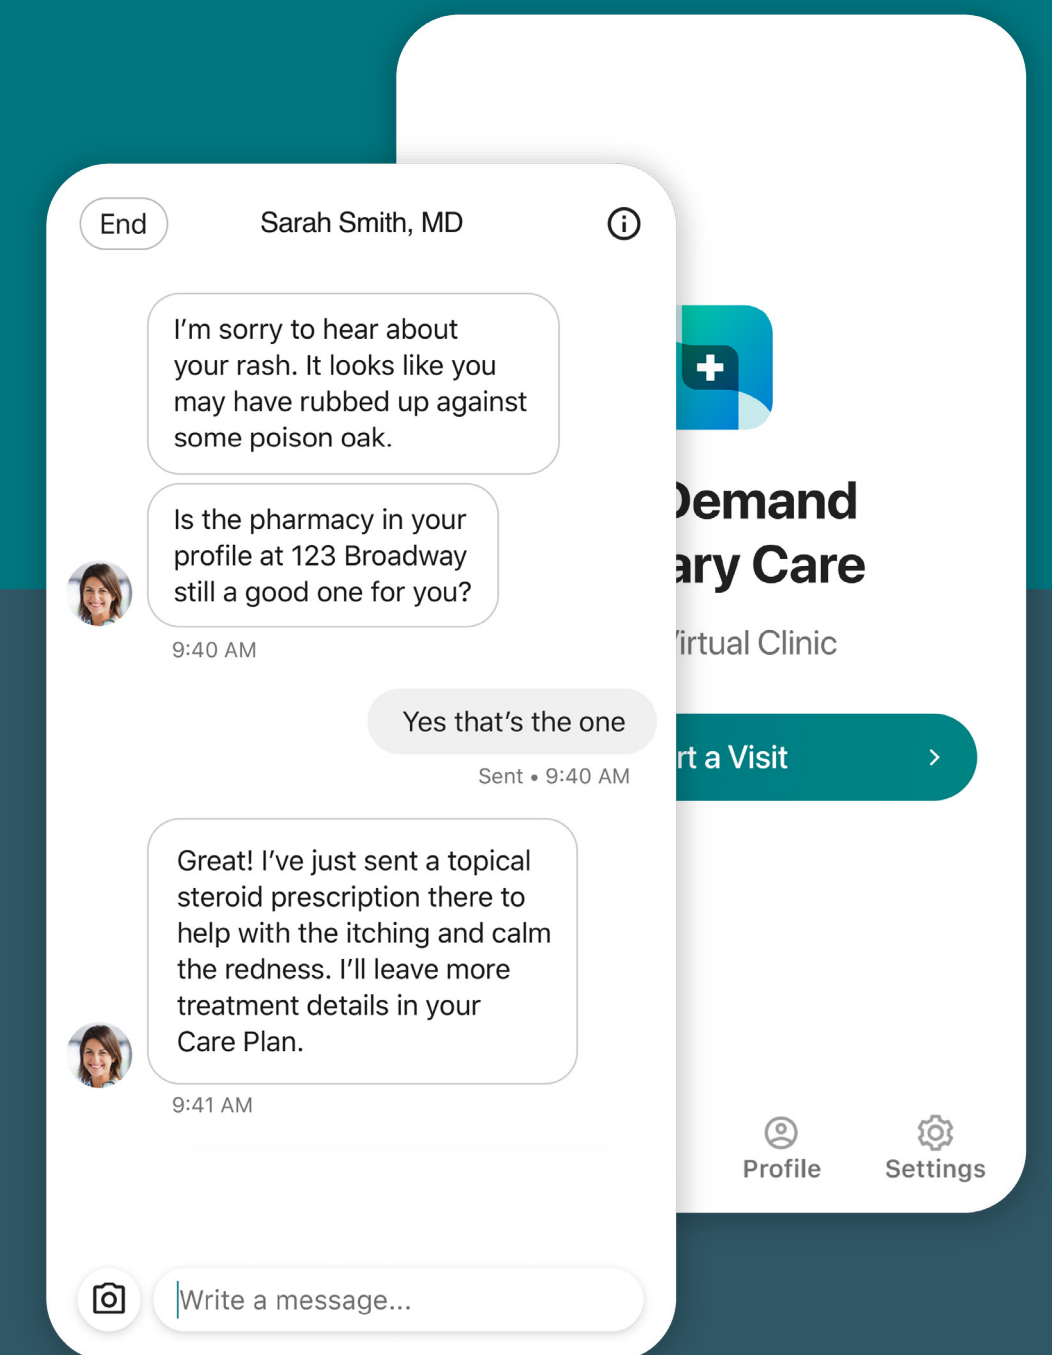 End
Sarah Smith, MD
I’m sorry to hear about
your rash. It looks like you
may have rubbed up against
some poison oak.
Is the pharmacy in your
profile at 123 Broadway
still a good one for you?
9:40 AM
Yes that’s the one
Sent • 9:40 AM
Great! I’ve just sent a topical
steroid prescription there to
help with the itching and calm
the redness. I’ll leave more
treatment details in your
Care Plan.
9:41 AM
Write a message...
Demand
ary Care
irtual Clinic
rt a Visit
Profile
Settings